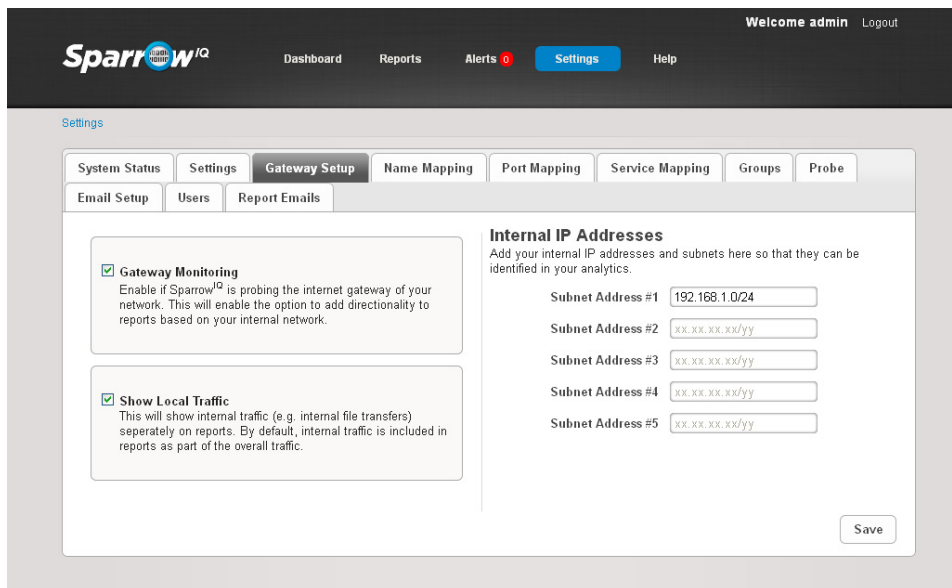 Welcome admin Logout
SparrowIQ
Dashboard Reports Alerts 0 Settings Help
Settings
System Status Settings Gateway Setup Name Mapping Port Mapping Service Mapping Groups Probe
Email Setup Users Report Emails
Gateway Monitoring
Enable if SparrowIQ is probing the internet gateway of your
network. This will enable the option to add directionality to
reports based on your internal network.
Show Local Traffic
This will show internal traffic (e.g. internal file transfers)
seperately on reports. By default, internal traffic is included in
reports as part of the overall traffic.
Internal IP Addresses
Add your internal IP addresses and subnets here so that they can be
identified in your analytics.
Subnet Address #1 192.168.1.0/24
Subnet Address #2 xx.xx.xx.xx/yy
Subnet Address #3 xx.xx.xx.xx/yy
Subnet Address #4 xx.xx.xx.xx/yy
Subnet Address #5 xx.xx.xx.xx/yy
Save